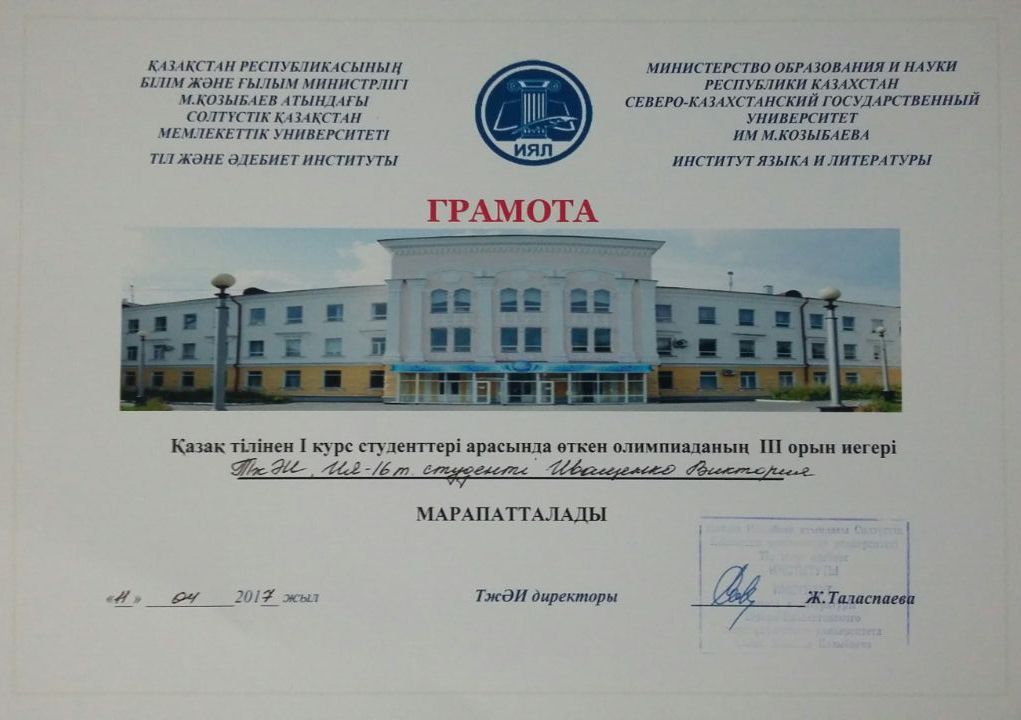 ҚАЗАҚСТАН РЕСПУБЛИКАСЫНЫҢ
БІЛІМ ЖӘНЕ ҒЫЛЫМ МИНИСТРЛІГІ
М.ҚОЗЫБАЕВ АТЫНДАҒЫ
СОЛТҮСТІК ҚАЗАҚСТАН
МЕМЛЕКЕТТІК УНИВЕРСИТЕТІ
ТІЛ ЖӘНЕ ӘДЕБИЕТ ИНСТИТУТЫ
ИЯЛ
МИНИСТЕРСТВО ОБРАЗОВАНИЯ И НАУКИ
РЕСПУБЛИКИ КАЗАХСТАН
СЕВЕРО-КАЗАХСТАНСКИЙ ГОСУДАРСТВЕННЫЙ
УНИВЕРСИТЕТ
ИМ М.КОЗЫБАЕВА
ИНСТИТУТ ЯЗЫКА И ЛИТЕРАТУРЫ
ГРАМОТА
Қазақ тілінен І курс студенттері арасында өткен олимпиаданың ІІІ орын иегері
ТжӘИ, ИЯ-16т. студенті Иващенко Виктория
МАРАПАТТАЛАДЫ
«11» 04 2017 жыл
ТжӘИ директоры
Ж.Таласпаева
ИНСТИТУТЫ